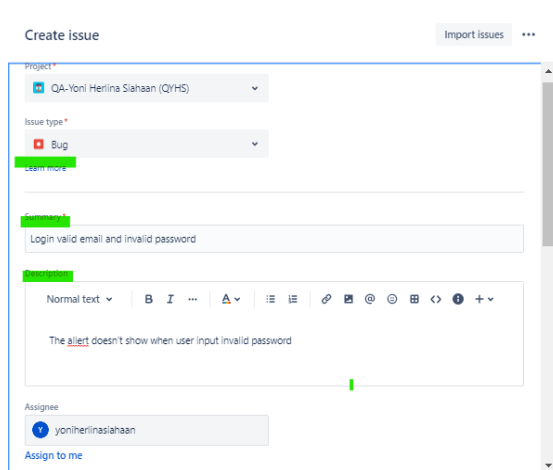 Create issue
Import issues
Project *
QA-Yoni Herlina Siahaan (QYHS)
Issue type *
Bug
Learn more
Summary *
Login valid email and invalid password
Description
Normal text
B I A @
The allert doesn't show when user input invalid password
Assignee
Y yoniherlinasiahaan
Assign to me